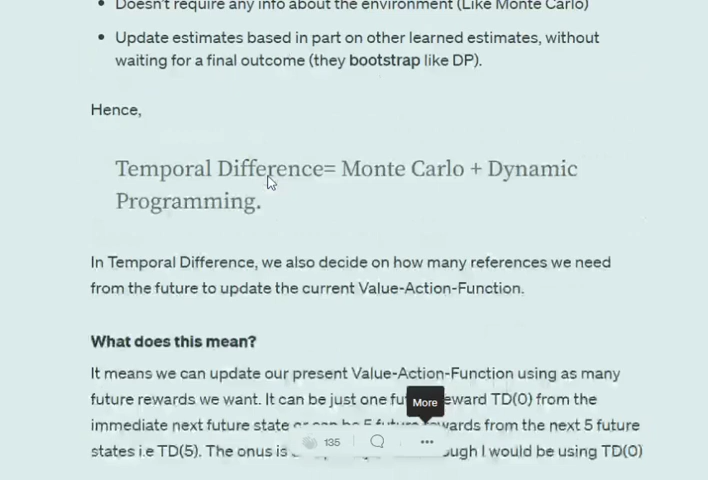 Doesn't require any info about the environment (Like Monte Carlo)
Update estimates based in part on other learned estimates, without
waiting for a final outcome (they bootstrap like DP).
Hence,
Temporal Difference= Monte Carlo + Dynamic
Programming.
In Temporal Difference, we also decide on how many references we need
from the future to update the current Value-Action-Function.
What does this mean?
It means we can update our present Value-Action-Function using as many
future rewards we want. It can be just one eward TD(0) from the
More
immediate next future state wards from the next 5 future
135
states i.e TD(5). The onus is ough I would be using TD(0)